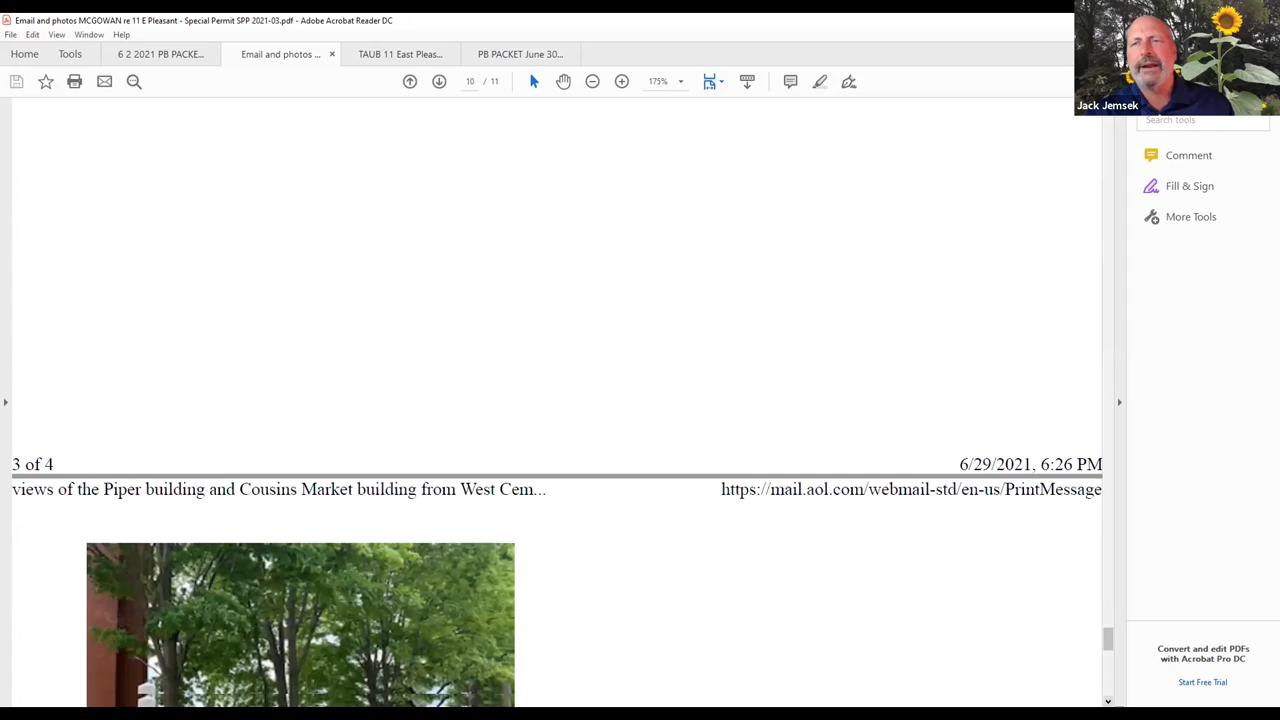 Email and photos MCGOWAN re 11 E Pleasant - Special Permit SPP 2021-03.pdf - Adobe Acrobat Reader DC
File Edit View Window Help
Home Tools 6 2 2021 PB PACKE... Email and photos ... × TAUB 11 East Pleas... PB PACKET June 30...
10 / 11 175%
Jack Jemsek
Search tools
Comment
Fill & Sign
More Tools
3 of 4 6/29/2021, 6:26 PM
views of the Piper building and Cousins Market building from West Cem... https://mail.aol.com/webmail-std/en-us/PrintMessage
Convert and edit PDFs
with Acrobat Pro DC
Start Free Trial